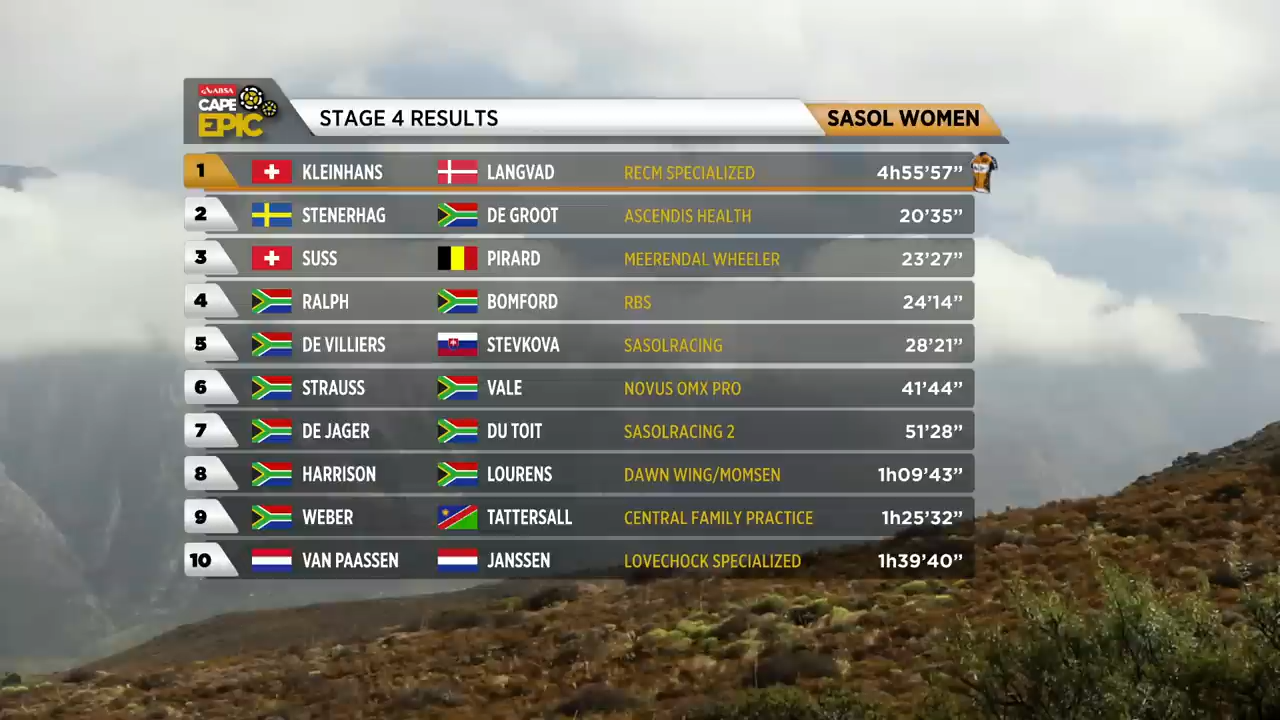 ABSA
CAPE
EPIC
STAGE 4 RESULTS SASOL WOMEN
1 KLEINHANS LANGVAD RECM SPECIALIZED 4h55'57"
2 STENERHAG DE GROOT ASCENDIS HEALTH 20'35"
3 SUSS PIRARD MEERENDAL WHEELER 23'27"
4 RALPH BOMFORD RBS 24'14"
5 DE VILLIERS STEVKOVA SASOLRACING 28'21"
6 STRAUSS VALE NOVUS OMX PRO 41'44"
7 DE JAGER DU TOIT SASOLRACING 2 51'28"
8 HARRISON LOURENS DAWN WING/MOMSEN 1h09'43"
9 WEBER TATTERSALL CENTRAL FAMILY PRACTICE 1h25'32"
10 VAN PAASSEN JANSSEN LOVECHOCK SPECIALIZED 1h39'40"